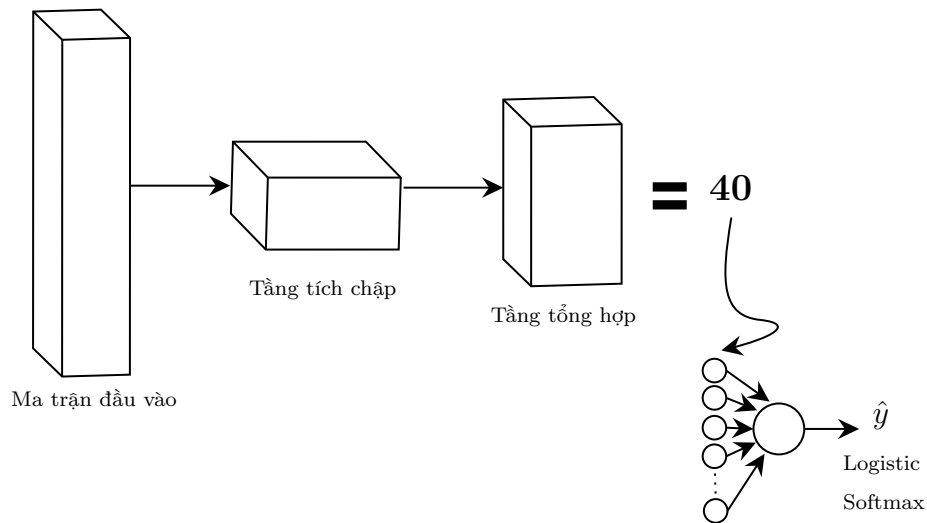 = 40
Tầng tích chập
Tầng tổng hợp
Ma trận đầu vào
ŷ
Logistic
Softmax